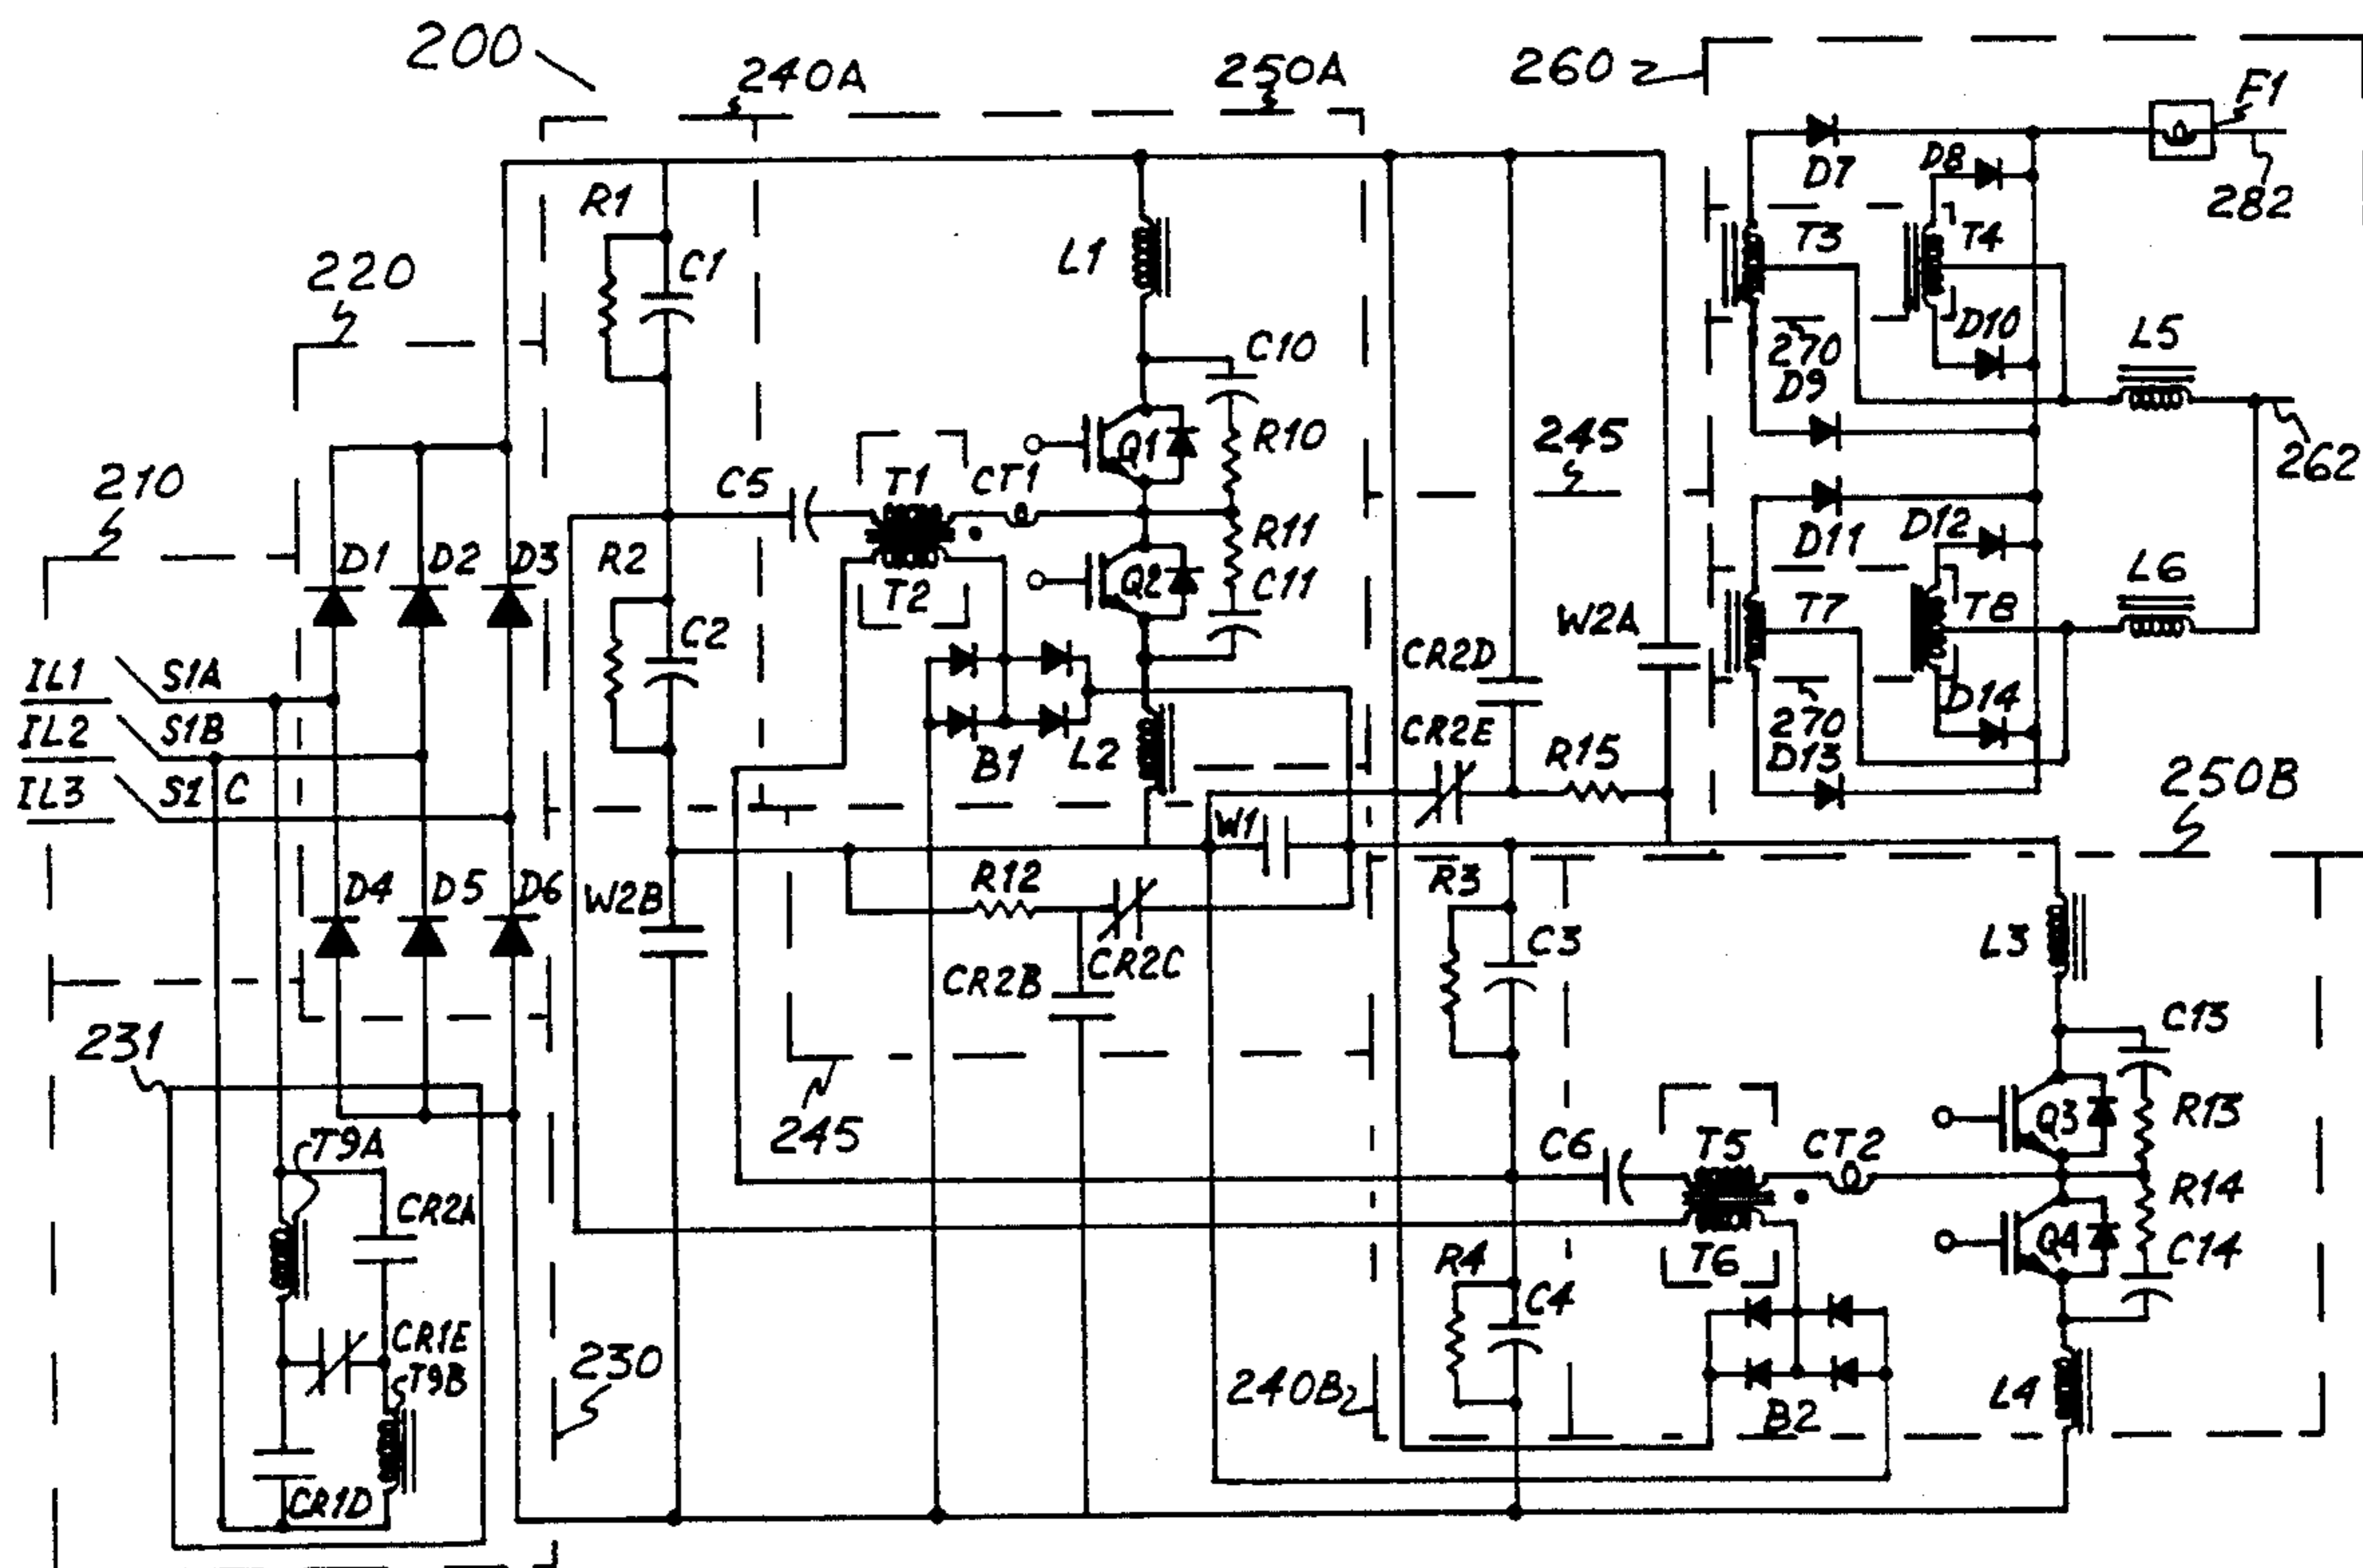 200
240A
250A
260
F1
D7
D8
282
R1
C1
L1
T3
T4
220
270
D10
L5
D9
C10
262
245
R10
Q1
210
C5
T1
CT1
R11
D11
D12
R2
Q2
C11
T2
L6
D1
D2
D3
C2
W2A
T7
T8
CR2D
IL1
S1A
D14
IL2
S1B
CR2E
270
B1
L2
R15
D13
IL3
S1 C
250B
W1
D4
D5
D6
R12
R3
W2B
C3
L3
CR2B
CR2C
231
C13
245
T9A
C6
T5
CT2
Q3
R13
CR2A
R14
Q4
R4
T6
C14
C4
CR1E
230
T9B
240B
B2
L4
CR1D